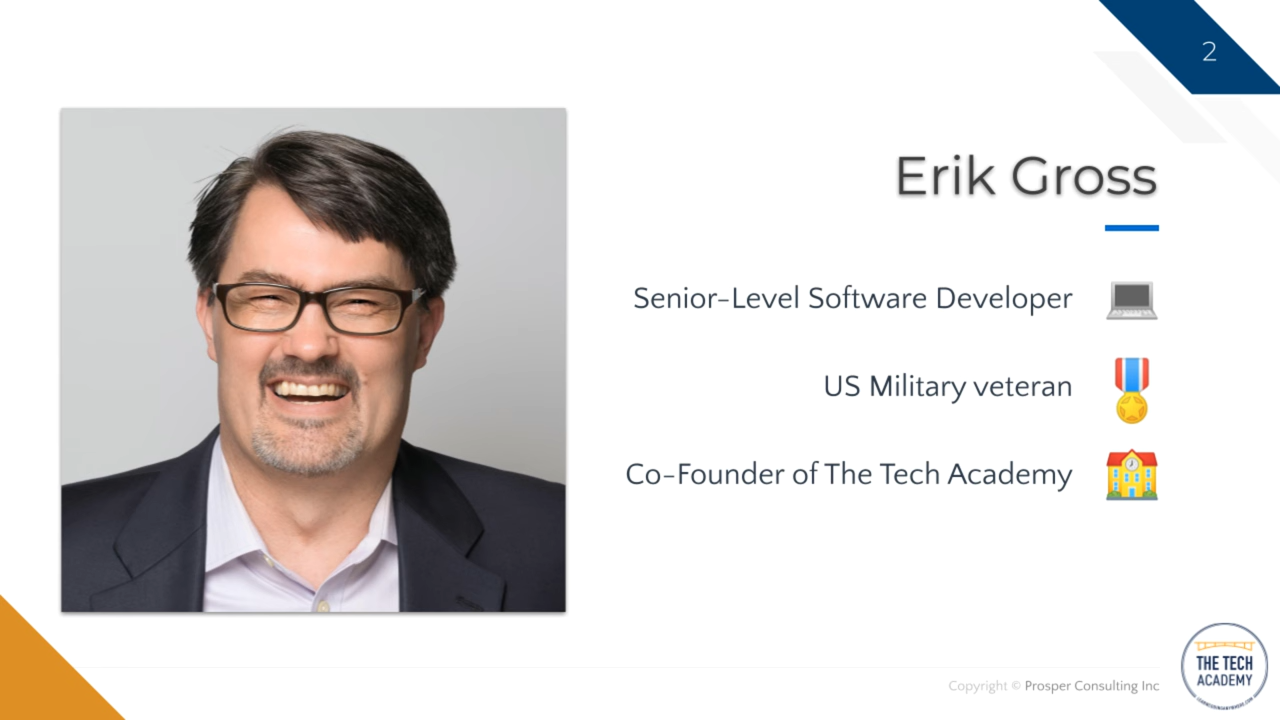 2
Erik Gross
Senior-Level Software Developer
US Military veteran
Co-Founder of The Tech Academy
Copyright © Prosper Consulting Inc
THE TECH
ACADEMY